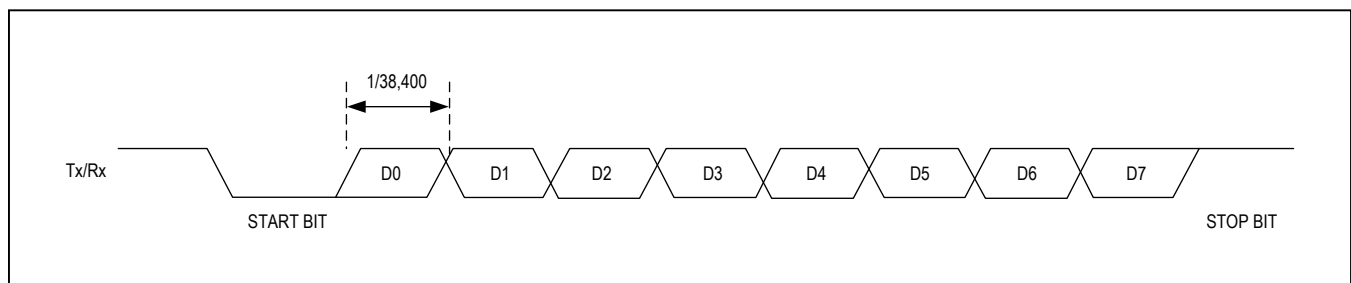 1/38,400
Tx/Rx
D0 D1 D2 D3 D4 D5 D6 D7
START BIT STOP BIT